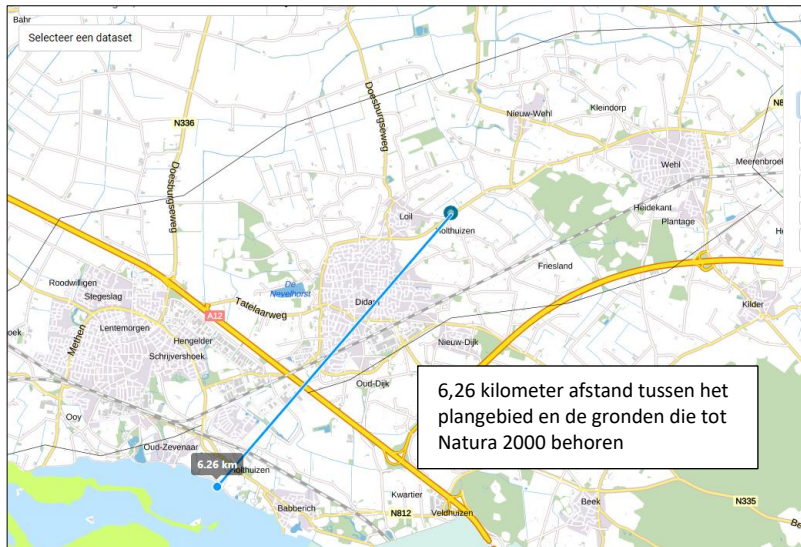 Bahr
Selecteer een dataset
N336
Doesburgseweg
Doesburgseweg
Nieuw-Wehl
Kleindorp
N8
Wehl
Meerenbroek
Heidekant
Plantage
Loil
Holthuizen
Friesland
Roodwilligen
Stegeslag
De
Nevelhorst
Didam
Tatelaarweg
A12
Lentemorgen
Methen
Hengelder
Schrijvershoek
Nieuw-Dijk
Kilder
Oud-Dijk
Ooy
6,26 kilometer afstand tussen het
plangebied en de gronden die tot
Natura 2000 behoren
Oud-Zevenaar
6.26 km
Holthuizen
Babberich
Kwartier
N812
Veldhuizen
Beek
N335
Be